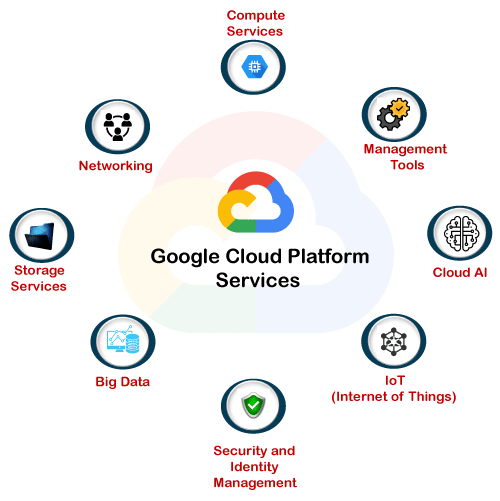 Compute
Services
Networking
Management
Tools
Google Cloud Platform
Services
Storage
Services
Cloud AI
Big Data
IoT
(Internet of Things)
Security and
Identity
Management